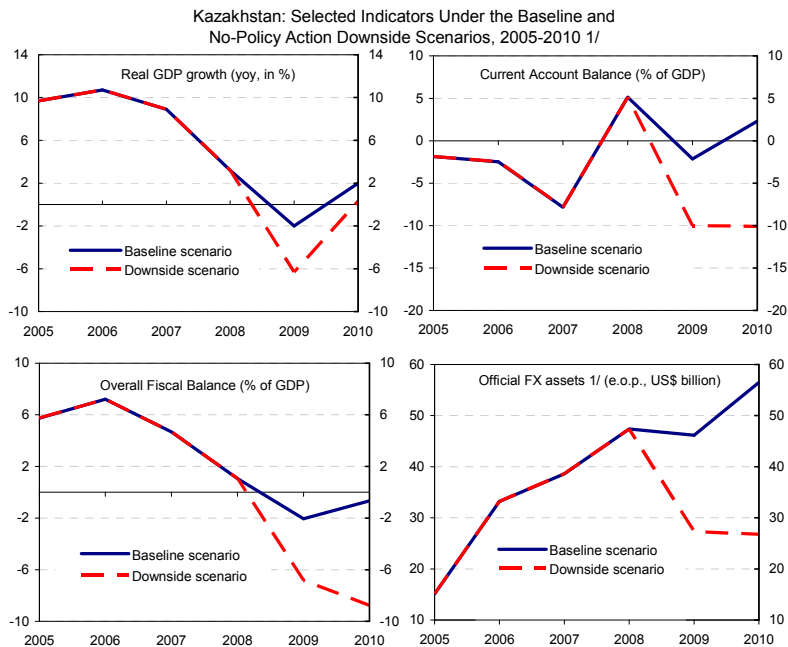 Kazakhstan: Selected Indicators Under the Baseline and
No-Policy Action Downside Scenarios, 2005-2010 1/
Real GDP growth (yoy, in %)
14 14
10 10
6 6
2 2
-2 -2
-6 -6
-10 -10
Baseline scenario
Downside scenario
2005 2006 2007 2008 2009 2010
Current Account Balance (% of GDP)
10 10
5 5
0 0
-5 -5
-10 -10
-15 -15
-20 -20
Baseline scenario
Downside scenario
2005 2006 2007 2008 2009 2010
Overall Fiscal Balance (% of GDP)
10 10
6 6
2 2
-2 -2
-6 -6
-10 -10
Baseline scenario
Downside scenario
2005 2006 2007 2008 2009 2010
Official FX assets 1/ (e.o.p., US$ billion)
60 60
50 50
40 40
30 30
20 20
10 10
Baseline scenario
Downside scenario
2005 2006 2007 2008 2009 2010